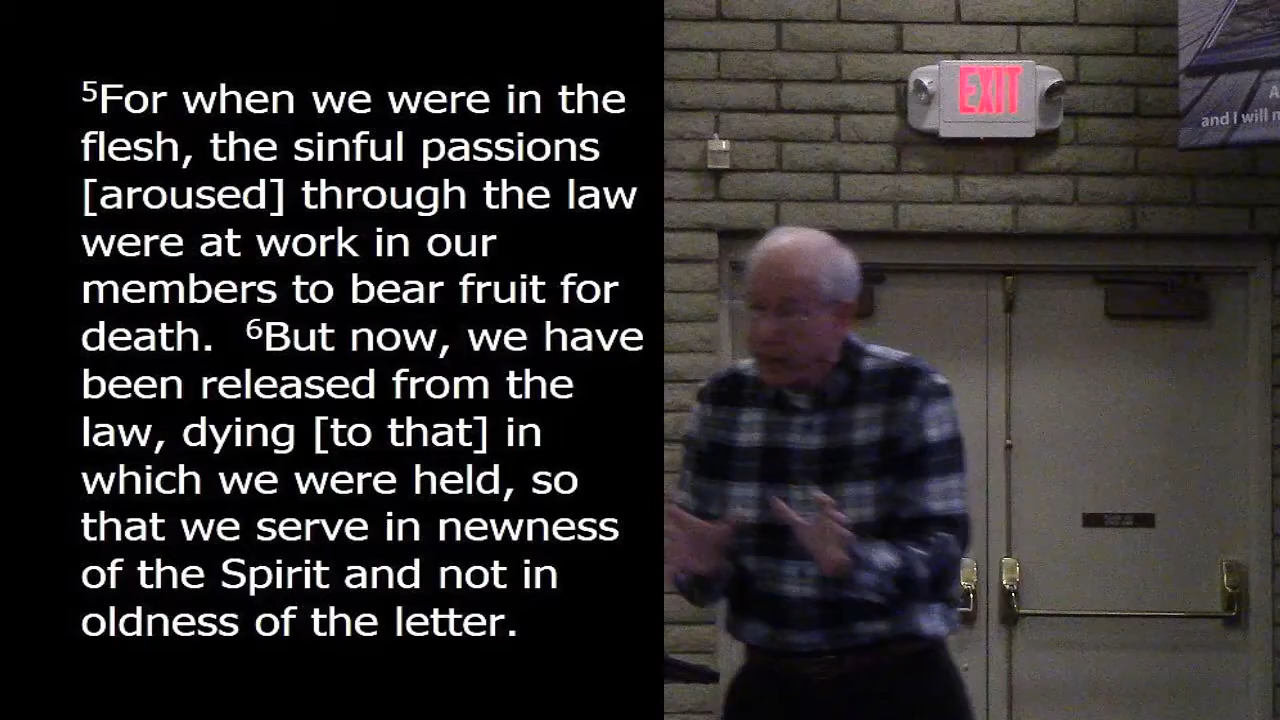 ⁵For when we were in the
flesh, the sinful passions
[aroused] through the law
were at work in our
members to bear fruit for
death.  ⁶But now, we have
been released from the
law, dying [to that] in
which we were held, so
that we serve in newness
of the Spirit and not in
oldness of the letter.
EXIT
and I will